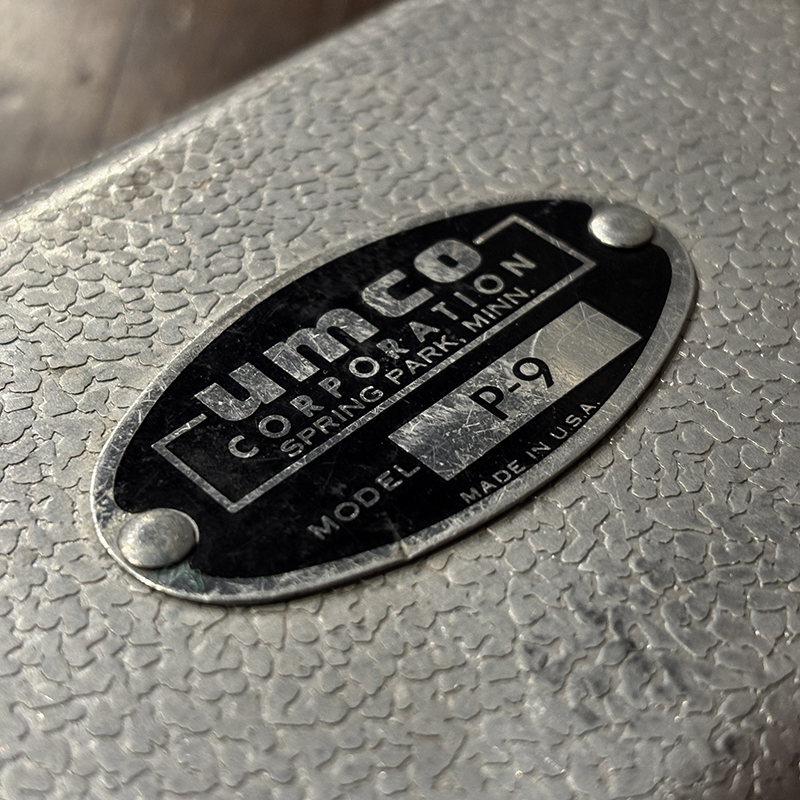 umco
CORPORATION
SPRING PARK, MINN.
MODEL P-9
MADE IN U.S.A.